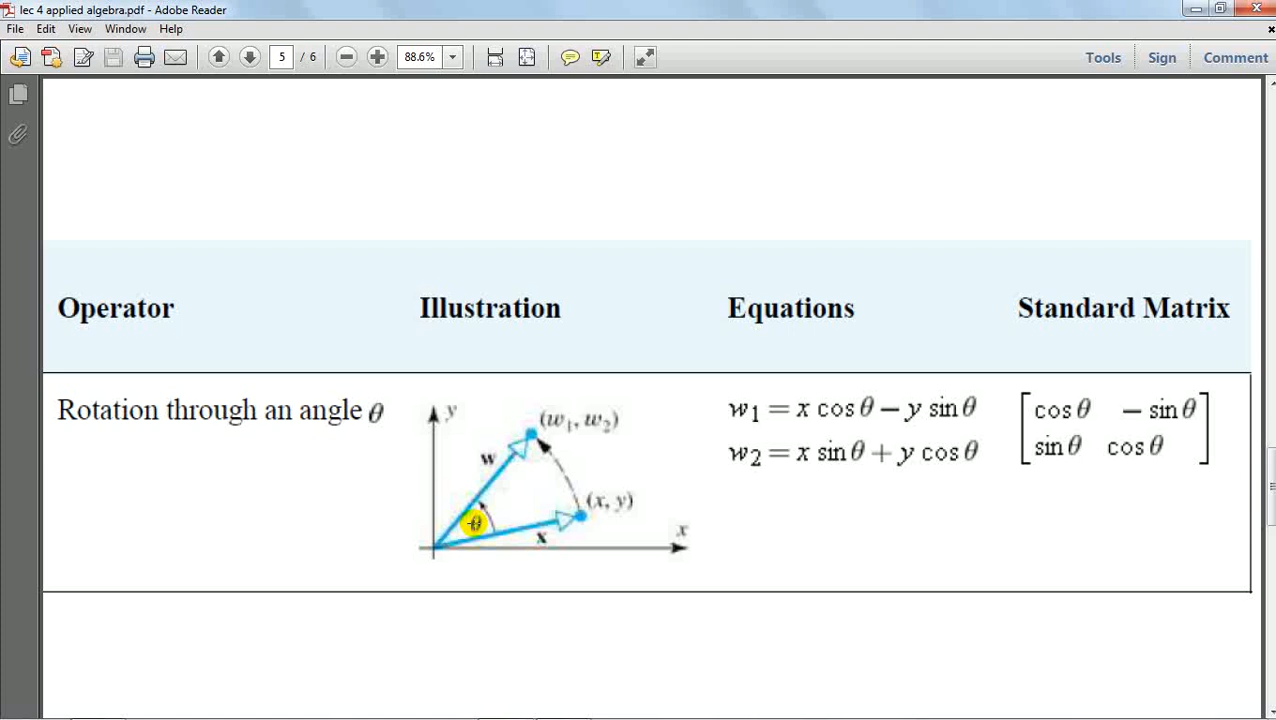 lec 4 applied algebra.pdf - Adobe Reader
File Edit View Window Help
5 / 6 88.6% Tools Sign Comment
Operator Illustration Equations Standard Matrix
Rotation through an angle θ
y
(w₁, w₂)
w
(x, y)
θ
x
x
w₁ = x cos θ − y sin θ
w₂ = x sin θ + y cos θ
cos θ − sin θ
sin θ cos θ